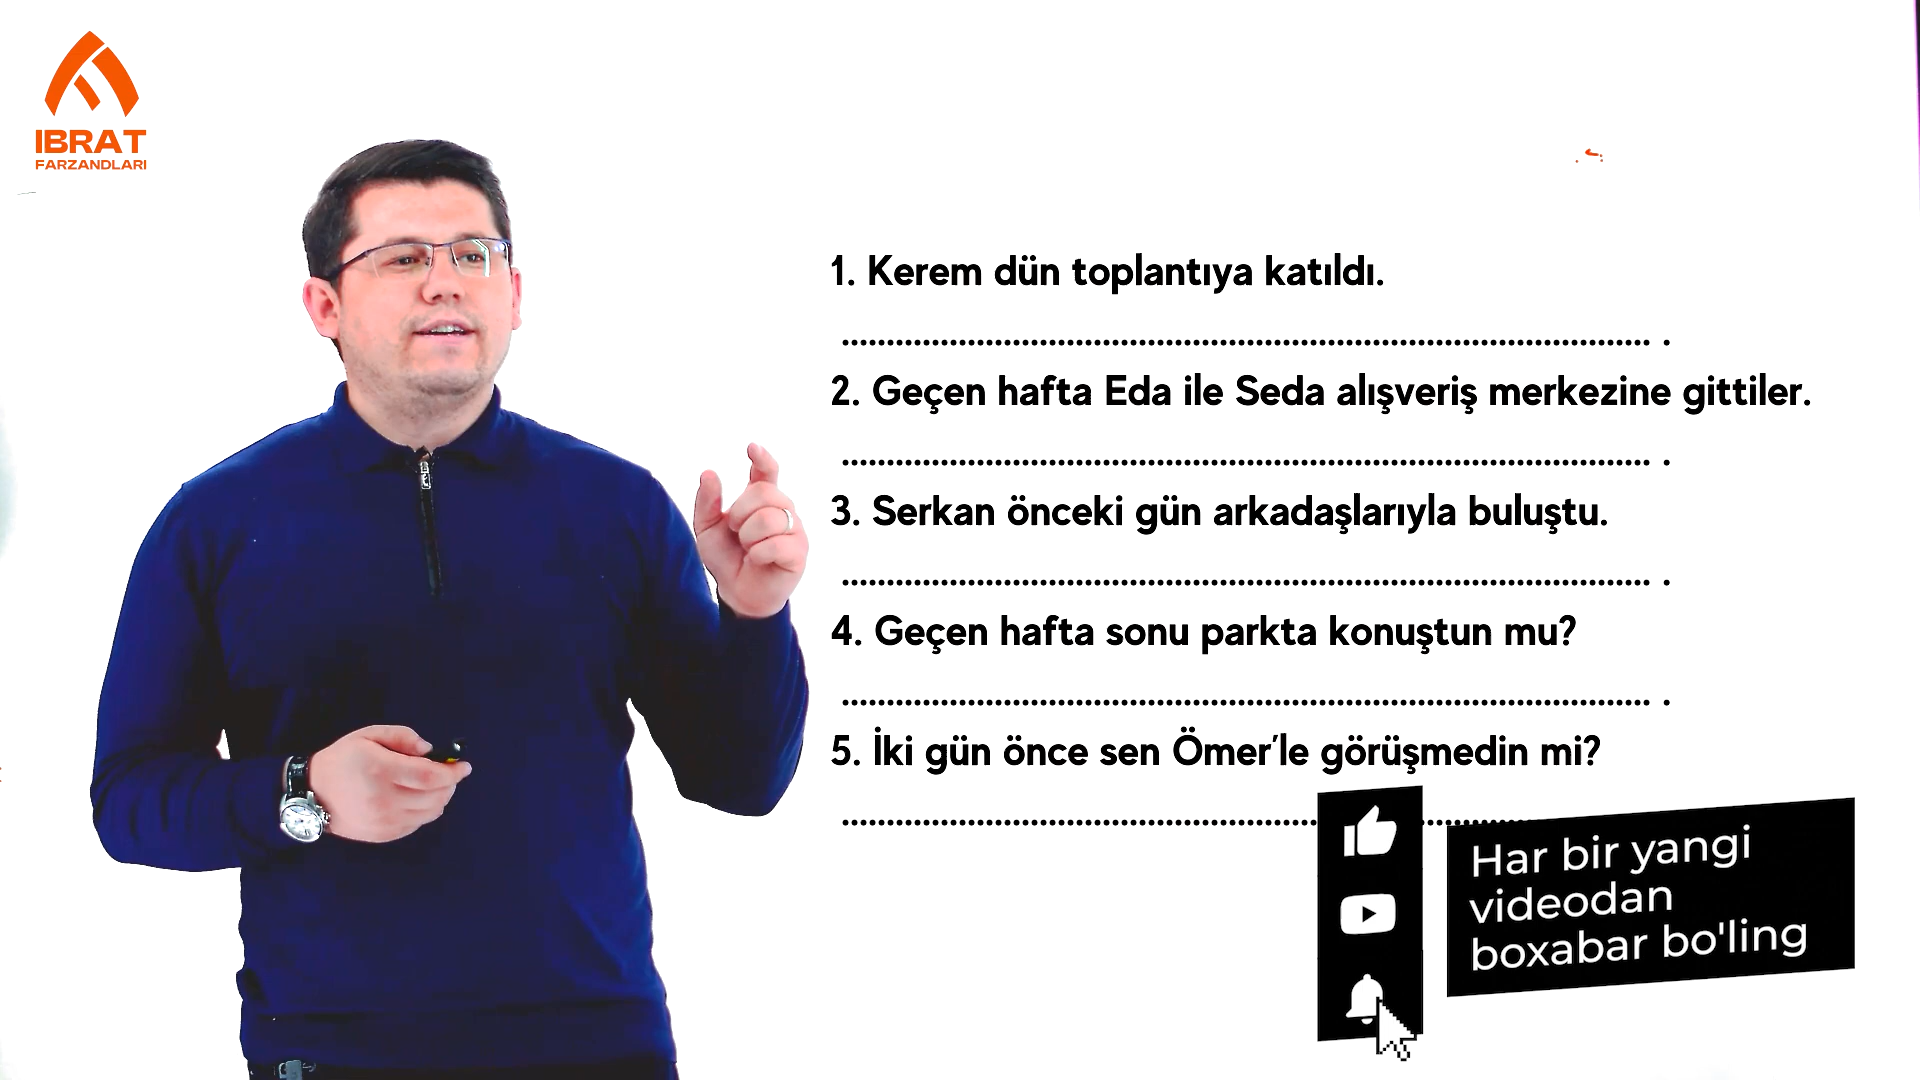 IBRAT
FARZANDLARI
1. Kerem dün toplantıya katıldı.
.......................................................................................... .
2. Geçen hafta Eda ile Seda alışveriş merkezine gittiler.
.......................................................................................... .
3. Serkan önceki gün arkadaşlarıyla buluştu.
.......................................................................................... .
4. Geçen hafta sonu parkta konuştun mu?
.......................................................................................... .
5. İki gün önce sen Ömer'le görüşmedin mi?
..........................................................................................
Har bir yangi
videodan
boxabar bo'ling